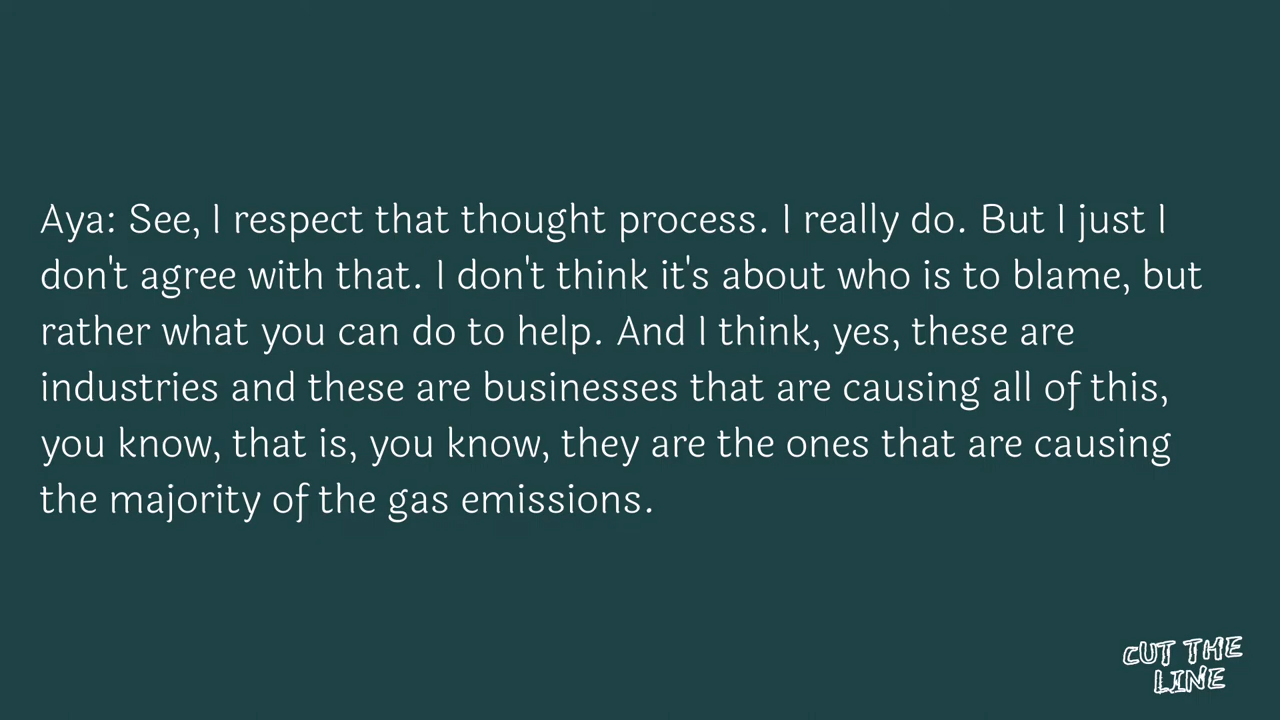 Aya: See, I respect that thought process. I really do. But I just I
don't agree with that. I don't think it's about who is to blame, but
rather what you can do to help. And I think, yes, these are
industries and these are businesses that are causing all of this,
you know, that is, you know, they are the ones that are causing
the majority of the gas emissions.
CUT THE
LINE